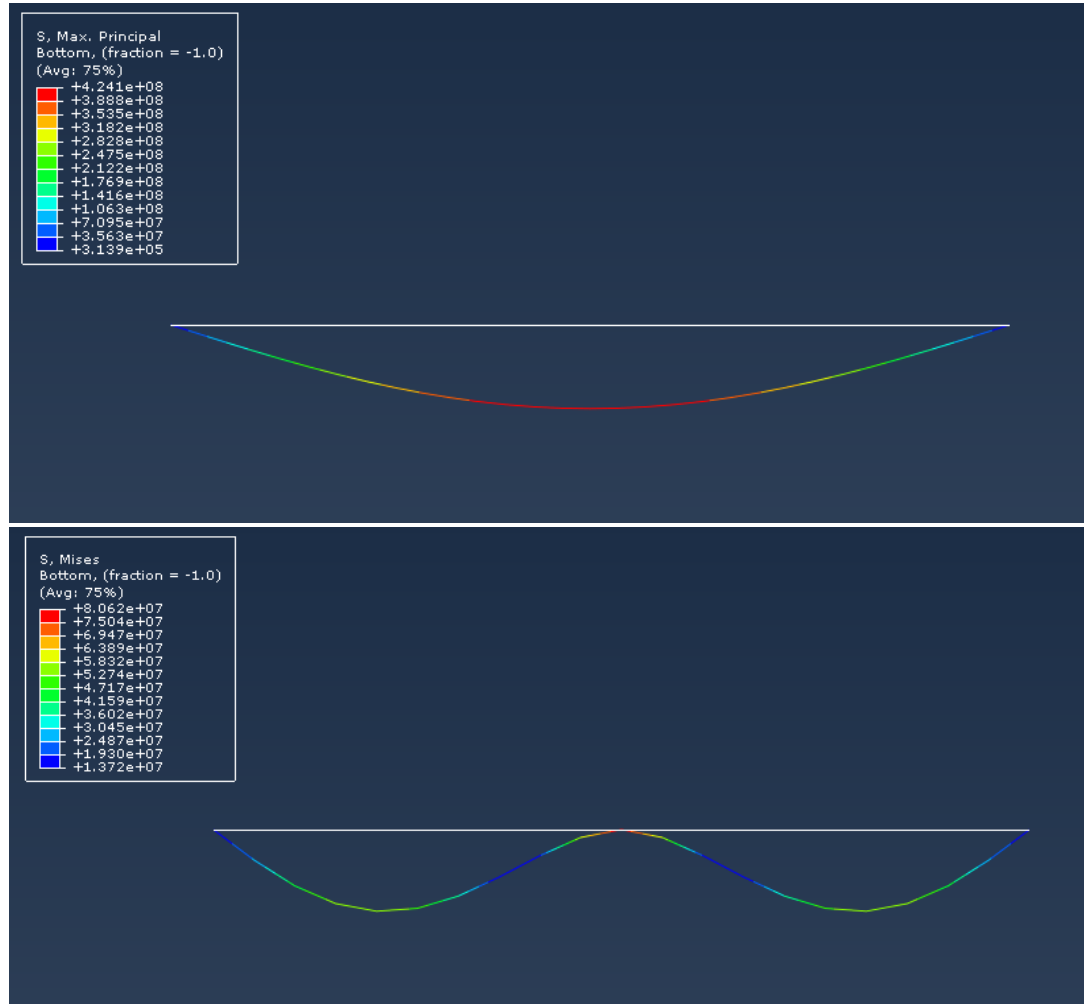 S, Max. Principal
Bottom, (fraction = -1.0)
(Avg: 75%)
+4.241e+08
+3.888e+08
+3.535e+08
+3.182e+08
+2.828e+08
+2.475e+08
+2.122e+08
+1.769e+08
+1.416e+08
+1.063e+08
+7.095e+07
+3.563e+07
+3.139e+05
S, Mises
Bottom, (fraction = -1.0)
(Avg: 75%)
+8.062e+07
+7.504e+07
+6.947e+07
+6.389e+07
+5.832e+07
+5.274e+07
+4.717e+07
+4.159e+07
+3.602e+07
+3.045e+07
+2.487e+07
+1.930e+07
+1.372e+07